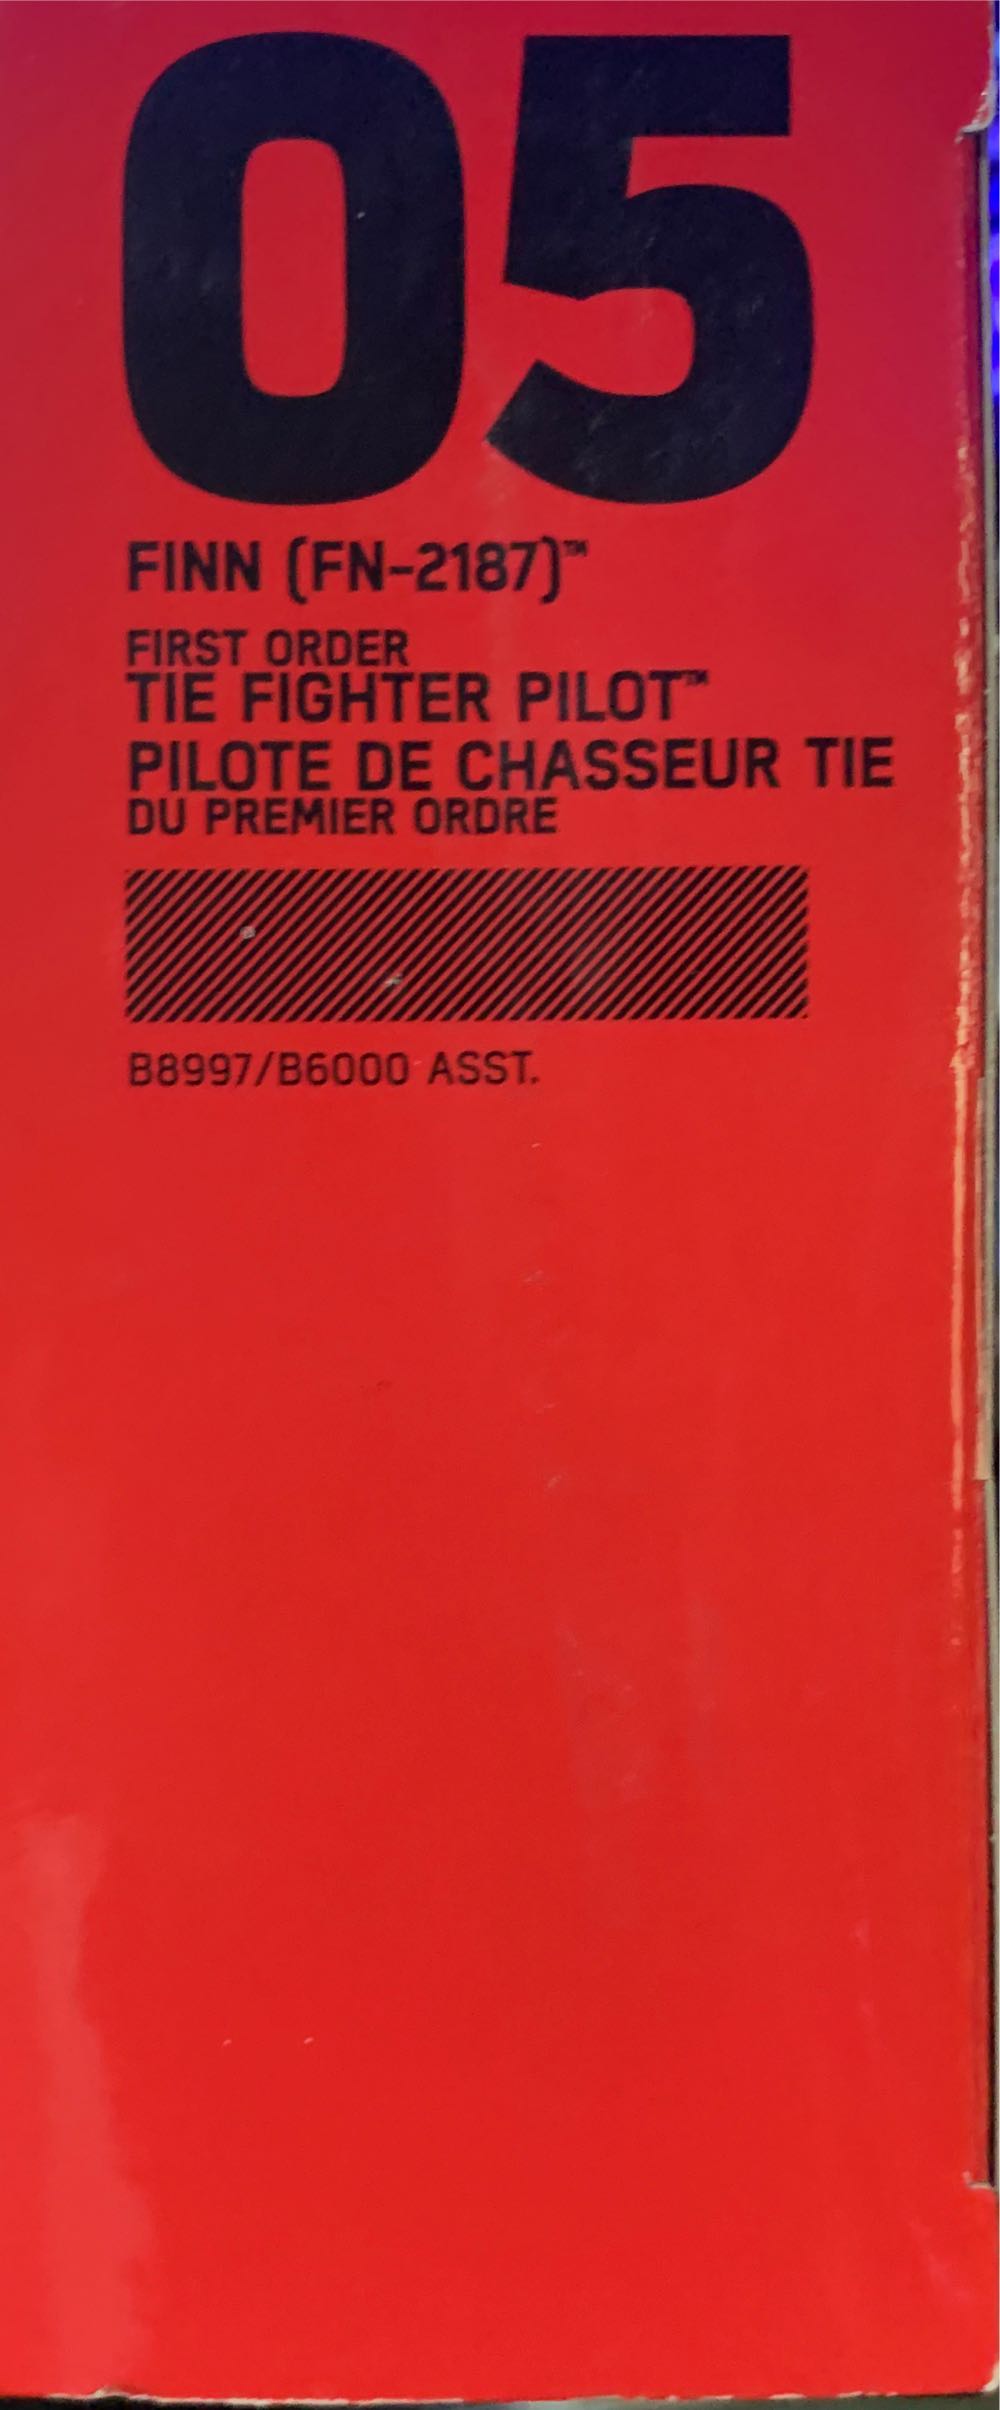 05
FINN (FN-2187)™
FIRST ORDER
TIE FIGHTER PILOT™
PILOTE DE CHASSEUR TIE
DU PREMIER ORDRE
B8997/B6000 ASST.